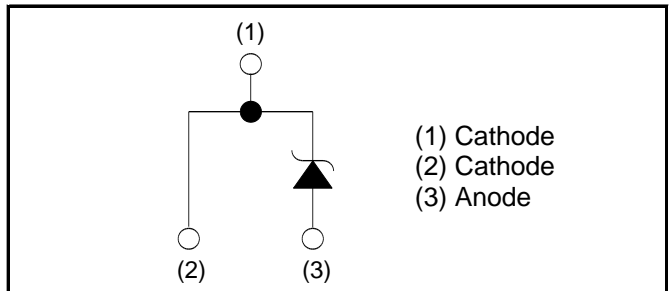 (1)
(1) Cathode
(2) Cathode
(3) Anode
(2) (3)